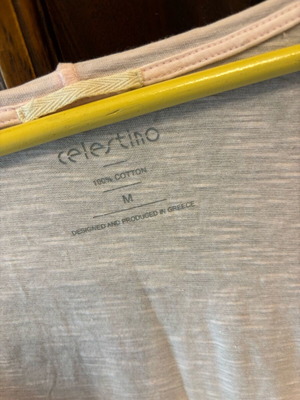 celestino
100% COTTON
M
DESIGNED AND PRODUCED IN GREECE